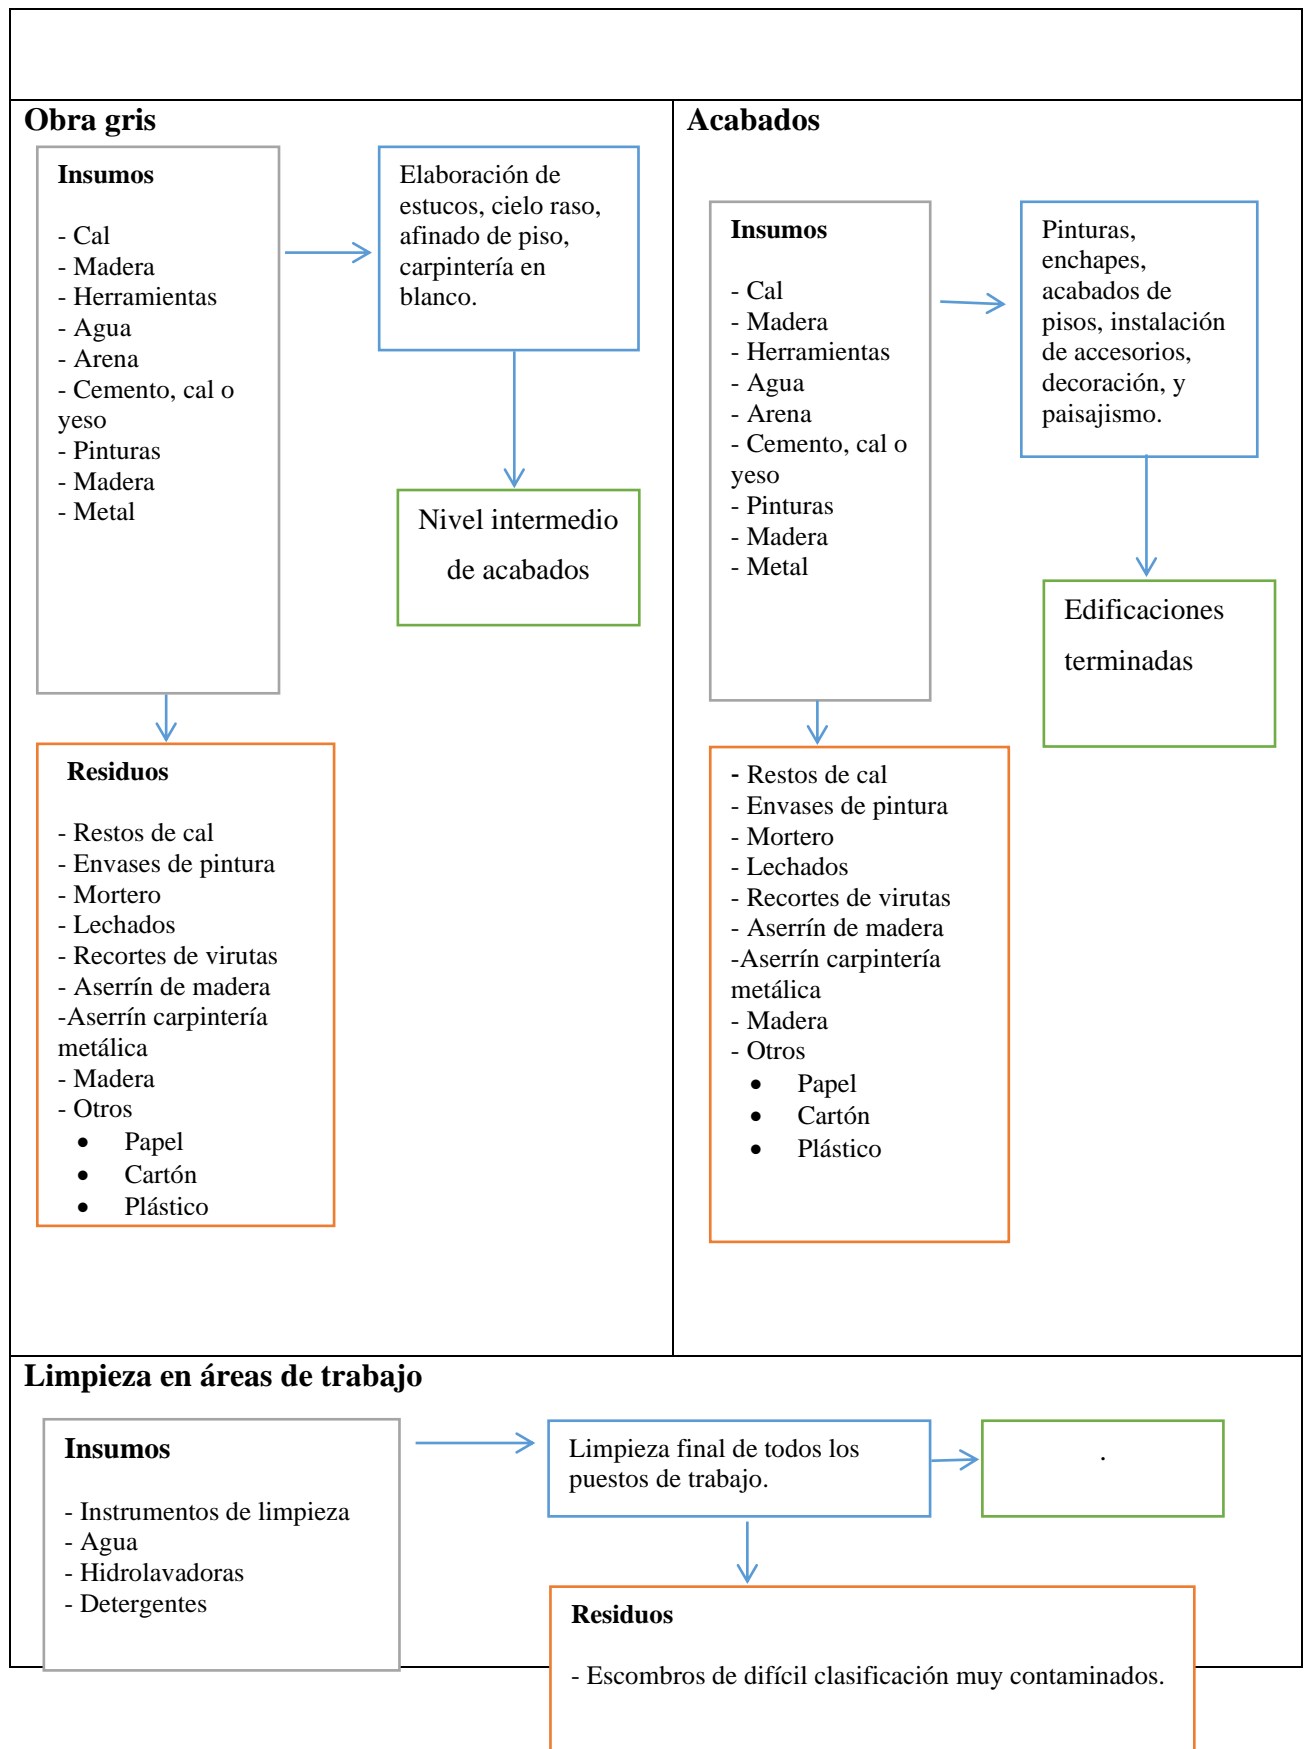 Obra gris
Insumos
- Cal
- Madera
- Herramientas
- Agua
- Arena
- Cemento, cal o
yeso
- Pinturas
- Madera
- Metal
Elaboración de
estucos, cielo raso,
afinado de piso,
carpintería en
blanco.
Nivel intermedio
de acabados
Residuos
- Restos de cal
- Envases de pintura
- Mortero
- Lechados
- Recortes de virutas
- Aserrín de madera
-Aserrín carpintería
metálica
- Madera
- Otros
• Papel
• Cartón
• Plástico
Acabados
Insumos
- Cal
- Madera
- Herramientas
- Agua
- Arena
- Cemento, cal o
yeso
- Pinturas
- Madera
- Metal
Pinturas,
enchapes,
acabados de
pisos, instalación
de accesorios,
decoración, y
paisajismo.
Edificaciones
terminadas
- Restos de cal
- Envases de pintura
- Mortero
- Lechados
- Recortes de virutas
- Aserrín de madera
-Aserrín carpintería
metálica
- Madera
- Otros
• Papel
• Cartón
• Plástico
Limpieza en áreas de trabajo
Insumos
- Instrumentos de limpieza
- Agua
- Hidrolavadoras
- Detergentes
Limpieza final de todos los
puestos de trabajo.
.
Residuos
- Escombros de difícil clasificación muy contaminados.